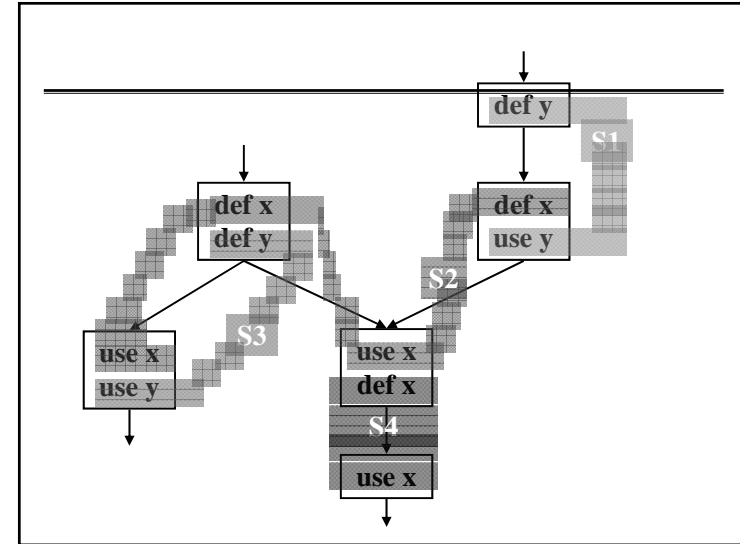 def y
S1
def x
def y
def x
use y
S2
S3
use x
use y
use x
def x
S4
use x